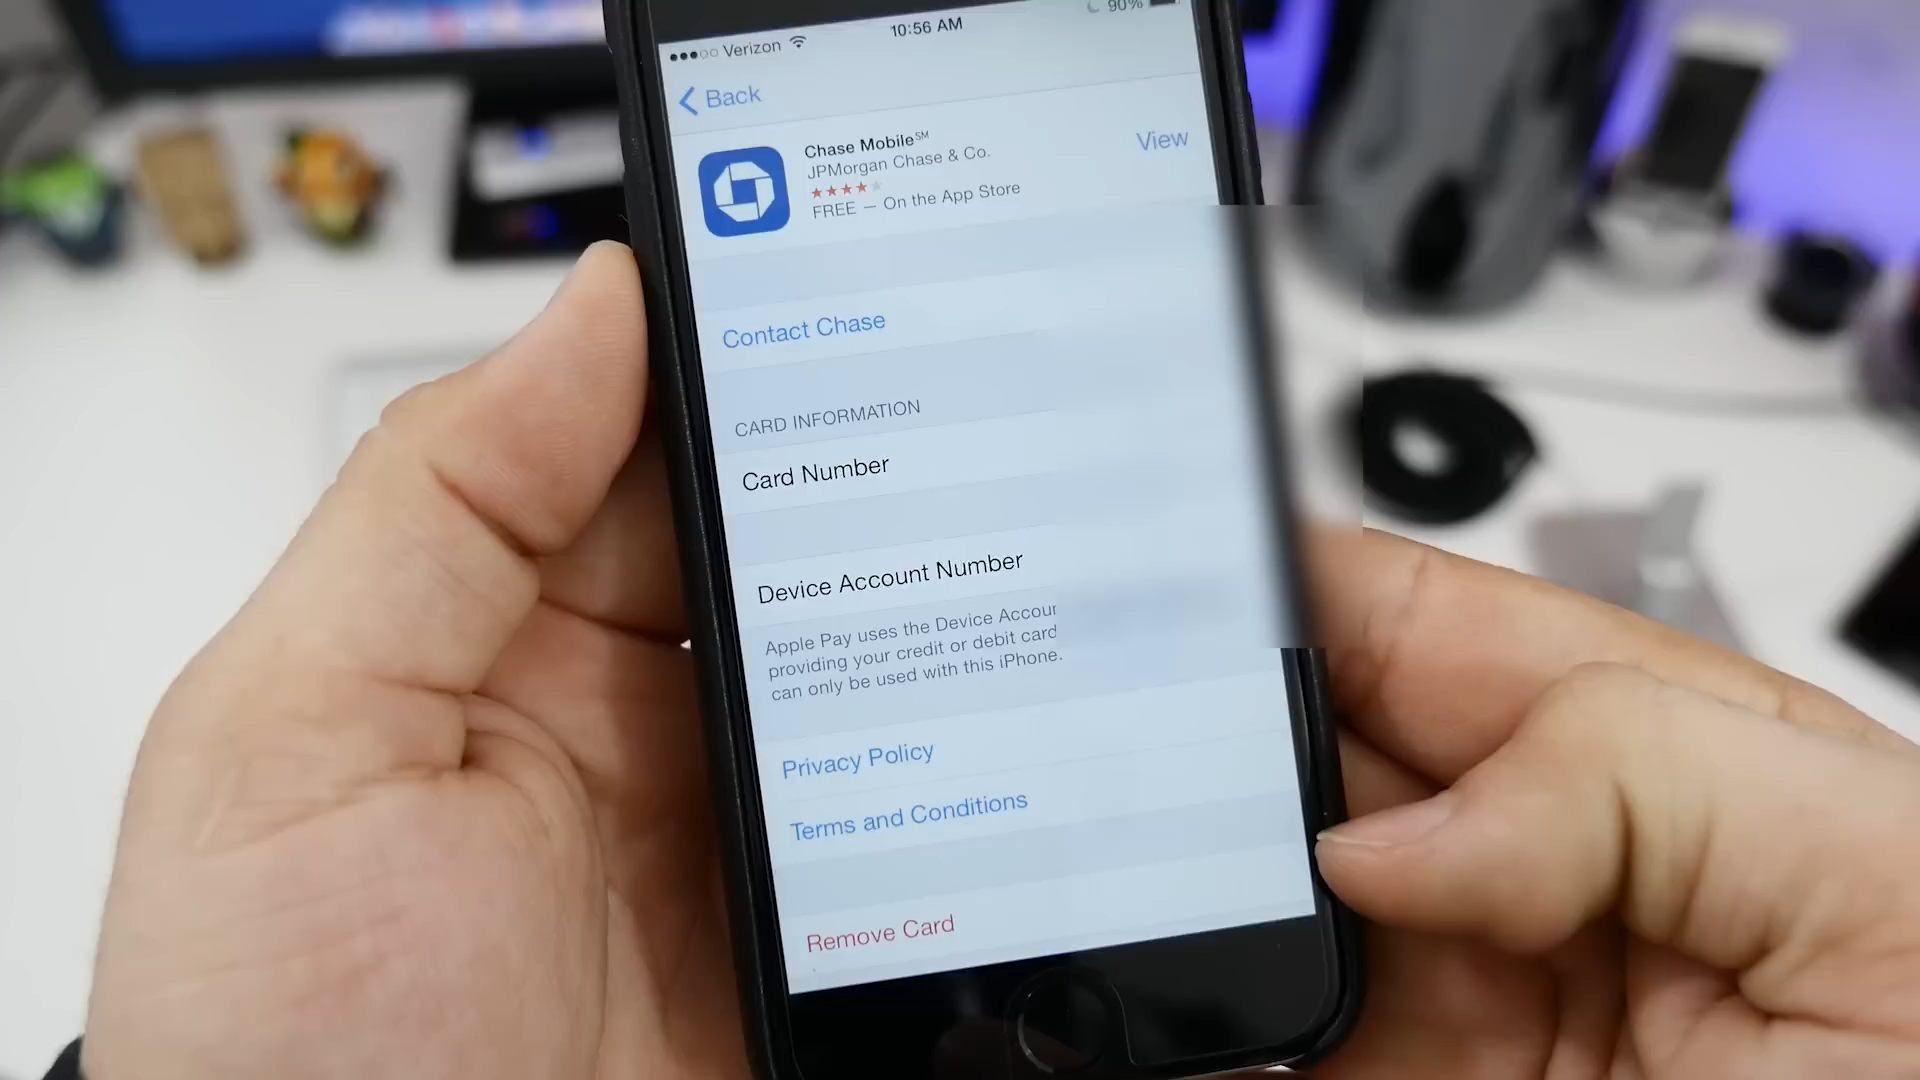 Verizon
10:56 AM
90%
Back
Chase Mobile℠
JPMorgan Chase & Co.
View
FREE — On the App Store
Contact Chase
CARD INFORMATION
Card Number
Device Account Number
Apple Pay uses the Device Accoun
providing your credit or debit card
can only be used with this iPhone.
Privacy Policy
Terms and Conditions
Remove Card